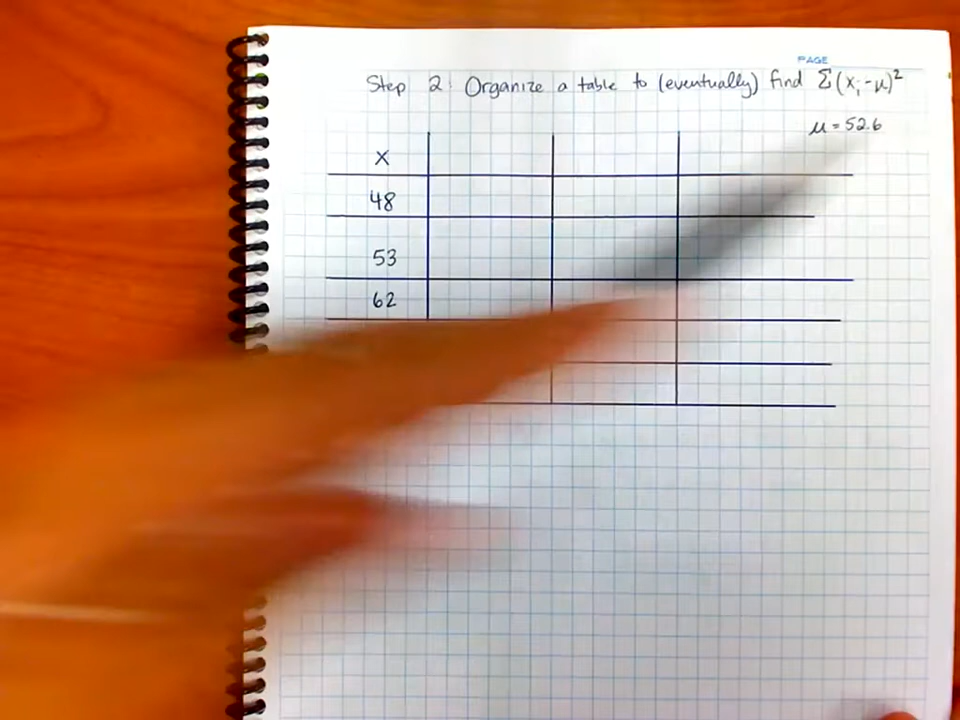 PAGE
Step 2: Organize a table to (eventually) find Σ(xᵢ-μ)²
μ = 52.6
X
48
53
62